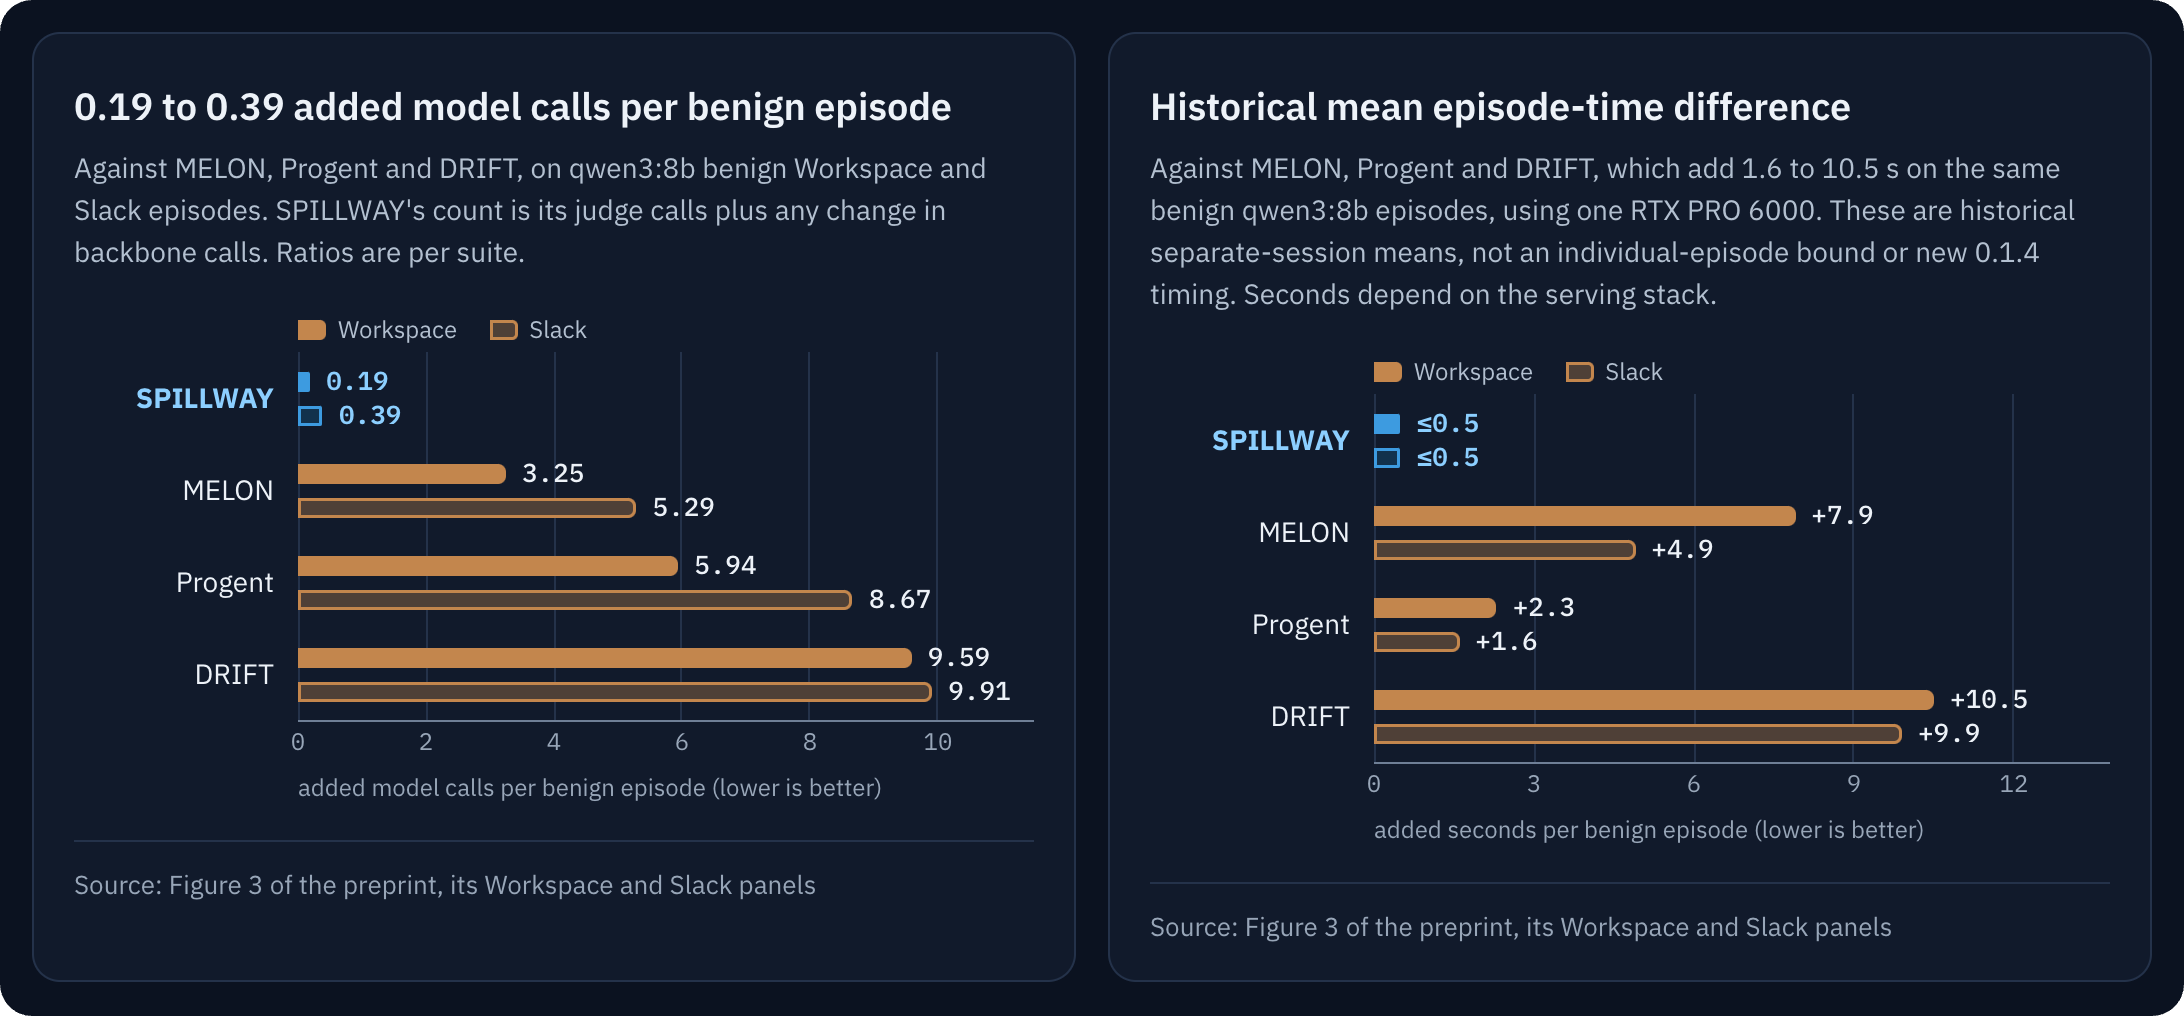 0.19 to 0.39 added model calls per benign episode
Against MELON, Progent and DRIFT, on qwen3:8b benign Workspace and
Slack episodes. SPILLWAY's count is its judge calls plus any change in
backbone calls. Ratios are per suite.
Workspace Slack
SPILLWAY
0.19
0.39
MELON
3.25
5.29
Progent
5.94
8.67
DRIFT
9.59
9.91
0 2 4 6 8 10
added model calls per benign episode (lower is better)
Source: Figure 3 of the preprint, its Workspace and Slack panels
Historical mean episode-time difference
Against MELON, Progent and DRIFT, which add 1.6 to 10.5 s on the same
benign qwen3:8b episodes, using one RTX PRO 6000. These are historical
separate-session means, not an individual-episode bound or new 0.1.4
timing. Seconds depend on the serving stack.
Workspace Slack
SPILLWAY
≤0.5
≤0.5
MELON
+7.9
+4.9
Progent
+2.3
+1.6
DRIFT
+10.5
+9.9
0 3 6 9 12
added seconds per benign episode (lower is better)
Source: Figure 3 of the preprint, its Workspace and Slack panels